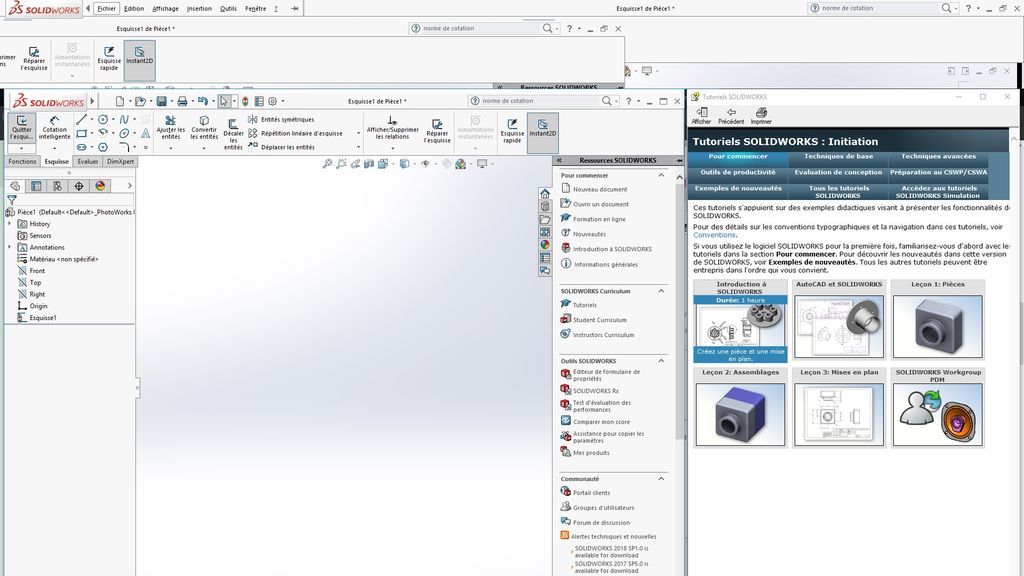 SOLIDWORKS Fichier Edition Affichage Insertion Outils Fenêtre ? Esquisse1 de Pièce1 * norme de cotation ?
Esquisse1 de Pièce1 * norme de cotation ?
Réparer l'esquisse
Aimantations instantanées
Esquisse rapide
Instant2D
Ressources SOLIDWORKS
SOLIDWORKS Esquisse1 de Pièce1 * norme de cotation ?
Quitter l'esqui...
Cotation intelligente
Ajuster les entités
Convertir les entités
Décaler les entités
Entités symétriques
Répétition linéaire d'esquisse
Déplacer les entités
Afficher/Supprimer les relations
Réparer l'esquisse
Aimantations instantanées
Esquisse rapide
Instant2D
Fonctions Esquisse Evaluer DimXpert
Pièce1 (Default<<Default>_PhotoWorks
History
Sensors
Annotations
Matériau <non spécifié>
Front
Top
Right
Origin
Esquisse1
Ressources SOLIDWORKS
Pour commencer
Nouveau document
Ouvrir un document
Formation en ligne
Nouveautés
Introduction à SOLIDWORKS
Informations générales
SOLIDWORKS Curriculum
Tutoriels
Student Curriculum
Instructors Curriculum
Outils SOLIDWORKS
Editeur de formulaire de
propriétés
SOLIDWORKS Rx
Test d'évaluation des
performances
Comparer mon score
Assistance pour copier les
paramètres
Mes produits
Communauté
Portail clients
Groupes d'utilisateurs
Forum de discussion
Alertes techniques et nouvelles
SOLIDWORKS 2018 SP1.0 is
available for download
SOLIDWORKS 2017 SP5.0 is
available for download
Tutoriels SOLIDWORKS
Afficher Précédent Imprimer
Tutoriels SOLIDWORKS : Initiation
Pour commencer Techniques de base Techniques avancées
Outils de productivité Evaluation de conception Préparation au CSWP/CSWA
Exemples de nouveautés
Tous les tutoriels SOLIDWORKS
Accédez aux tutoriels SOLIDWORKS Simulation
Ces tutoriels s'appuient sur des exemples didactiques visant à présenter les fonctionnalités
SOLIDWORKS.
Pour des détails sur les conventions typographiques et la navigation dans ces tutoriels, voir
Conventions.
Si vous utilisez le logiciel SOLIDWORKS pour la première fois, familiarisez-vous d'abord avec
tutoriels dans la section Pour commencer. Pour découvrir les nouveautés dans cette version
de SOLIDWORKS, voir Exemples de nouveautés. Tous les autres tutoriels peuvent être
entrepris dans l'ordre qui vous convient.
Introduction à SOLIDWORKS
Durée: 1 heure
Créez une pièce et une mise en plan.
AutoCAD et SOLIDWORKS
Leçon 1: Pièces
Leçon 2: Assemblages
Leçon 3: Mises en plan
SOLIDWORKS Workgroup PDM